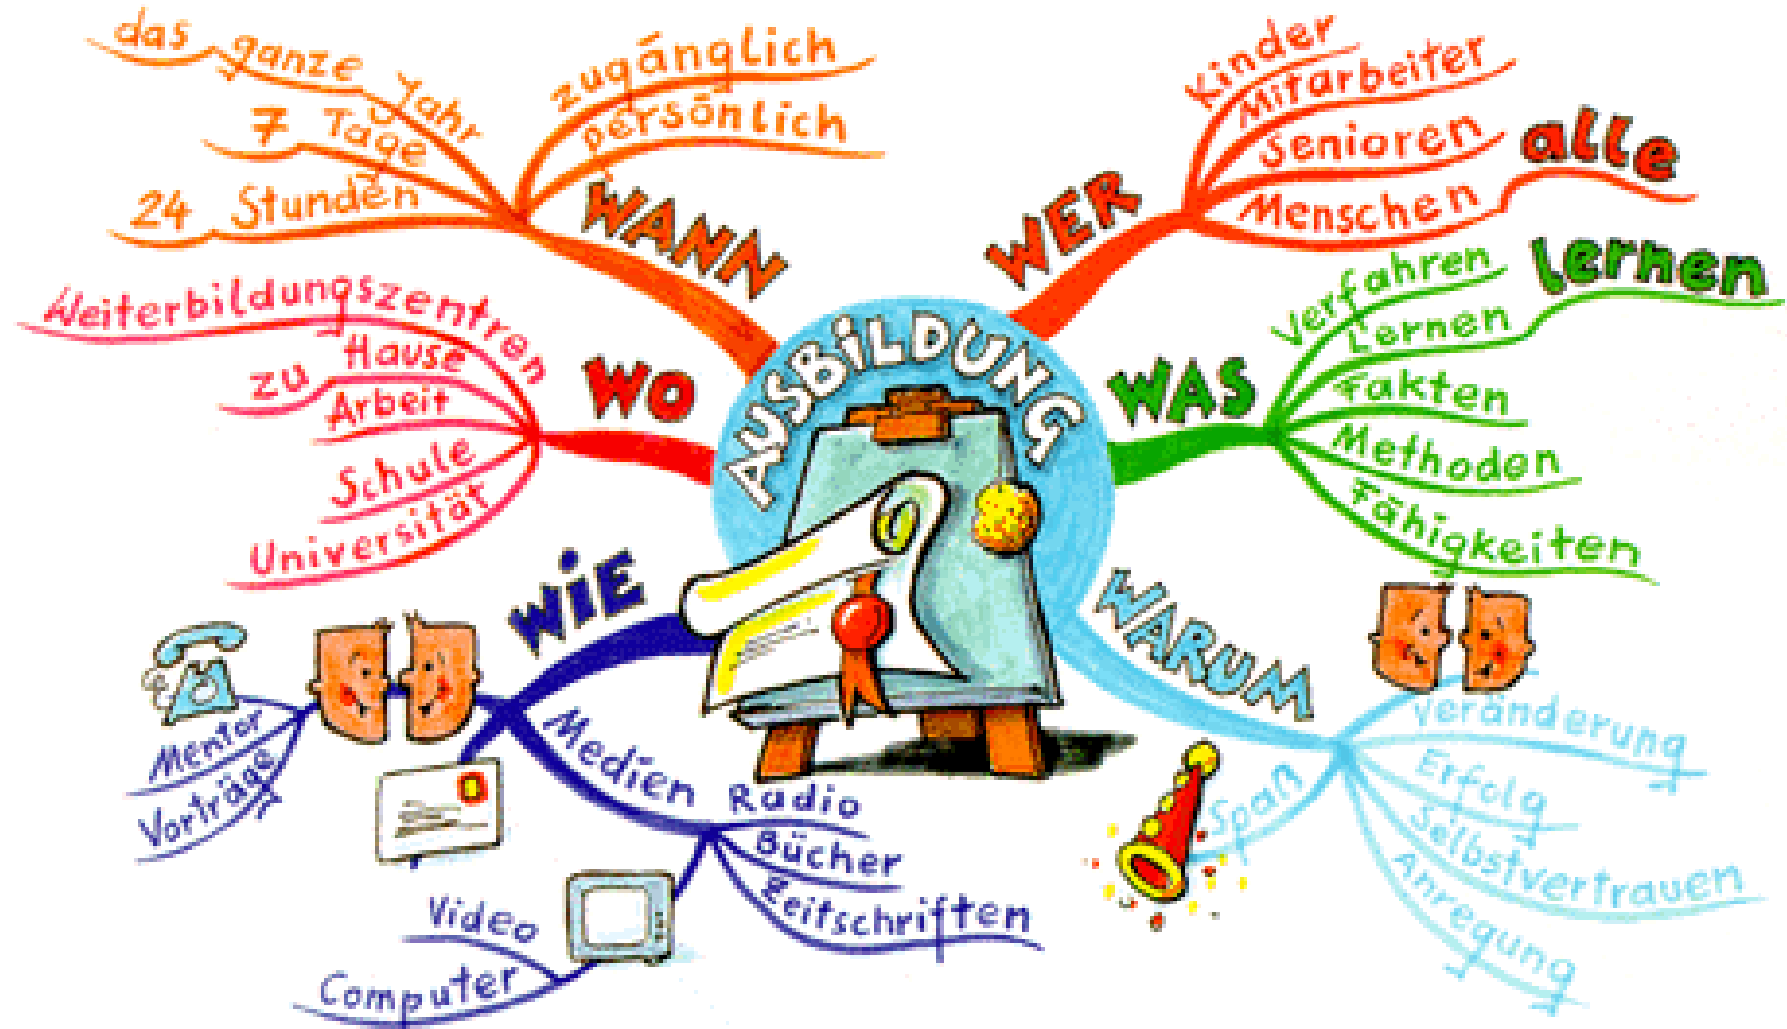 AUSBILDUNG
WANN
das ganze Jahr
7 Tage
24 Stunden
zugänglich
persönlich
WER
Kinder
Mitarbeiter
Senioren
Menschen alle
WAS
Verfahren
Lernen lernen
Fakten
Methoden
Fähigkeiten
WARUM
Veränderung
Erfolg
Selbstvertrauen
Anregung
Spaß
WIE
Mentor
Vorträge
Medien
Radio
Bücher
Zeitschriften
Video
Computer
WO
Weiterbildungszentren
zu Hause
Arbeit
Schule
Universität